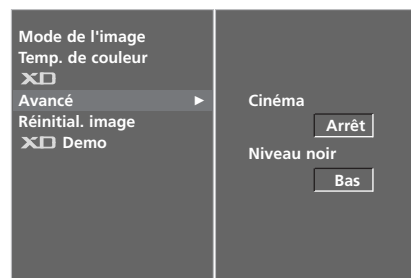 Mode de l'image
Temp. de couleur
XD
Avancé ►
Réinitial. image
XD Demo
Cinéma
Arrêt
Niveau noir
Bas